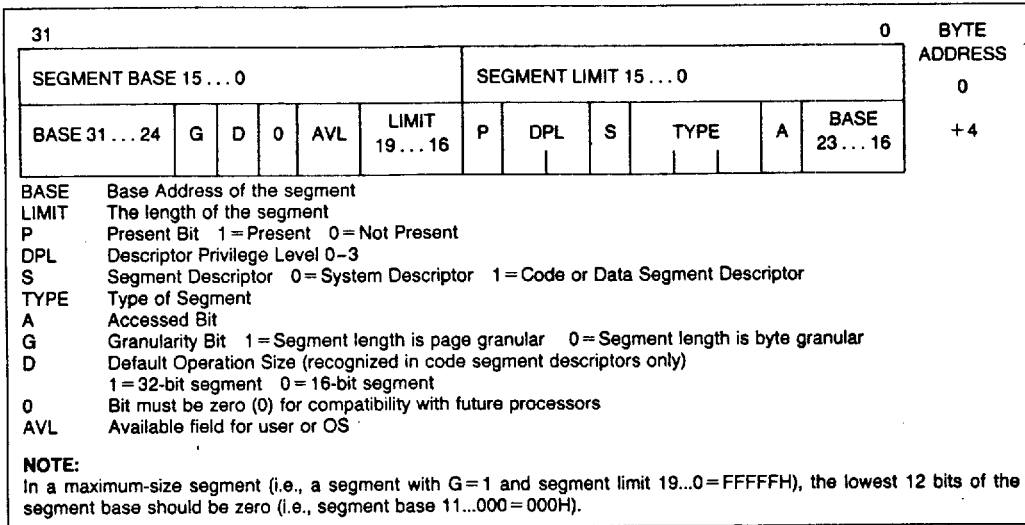 31 0 BYTE ADDRESS
SEGMENT BASE 15 . . . 0 SEGMENT LIMIT 15 . . . 0 0
BASE 31 . . . 24 G D 0 AVL LIMIT 19 . . . 16 P DPL S TYPE A BASE 23 . . . 16 +4
BASE Base Address of the segment
LIMIT The length of the segment
P Present Bit 1=Present 0=Not Present
DPL Descriptor Privilege Level 0–3
S Segment Descriptor 0=System Descriptor 1=Code or Data Segment Descriptor
TYPE Type of Segment
A Accessed Bit
G Granularity Bit 1=Segment length is page granular 0=Segment length is byte granular
D Default Operation Size (recognized in code segment descriptors only)
1=32-bit segment 0=16-bit segment
0 Bit must be zero (0) for compatibility with future processors
AVL Available field for user or OS
NOTE:
In a maximum-size segment (i.e., a segment with G=1 and segment limit 19...0=FFFFFH), the lowest 12 bits of the
segment base should be zero (i.e., segment base 11...000=000H).